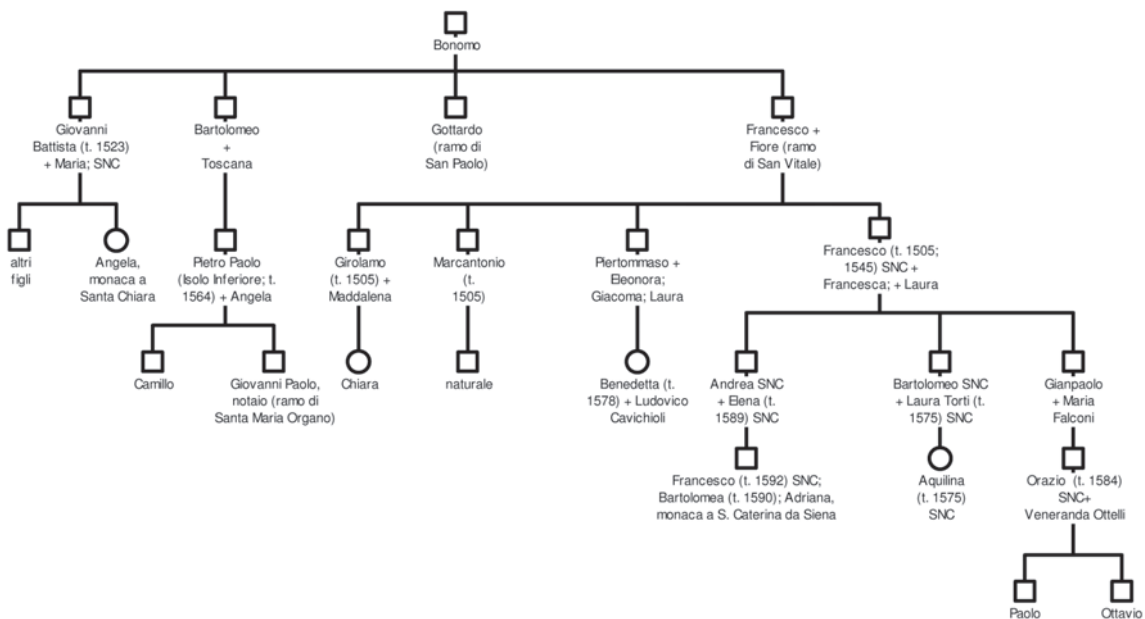 Bonomo
Giovanni
Battista (t. 1523)
+ Maria; SNC
Bartolomeo
+
Toscana
Gottardo
(ramo di
San Paolo)
Francesco +
Fiore (ramo
di San Vitale)
altri
figli
Angela,
monaca a
Santa Chiara
Pietro Paolo
(Isolo Inferiore; t.
1564) + Angela
Girolamo
(t. 1505) +
Maddalena
Marcantonio
(t.
1505)
Piertommaso +
Eleonora;
Giacoma; Laura
Francesco (t. 1505;
1545) SNC +
Francesca; + Laura
Camillo
Giovanni Paolo,
notaio (ramo di
Santa Maria Organo)
Chiara
naturale
Benedetta (t.
1578) + Ludovico
Cavichioli
Andrea SNC
+ Elena (t.
1589) SNC
Bartolomeo SNC
+ Laura Torti (t.
1575) SNC
Gianpaolo
+ Maria
Falconi
Francesco (t. 1592) SNC;
Bartolomea (t. 1590); Adriana,
monaca a S. Caterina da Siena
Aquilina
(t. 1575)
SNC
Orazio (t. 1584)
SNC+
Veneranda Ottelli
Paolo
Ottavio